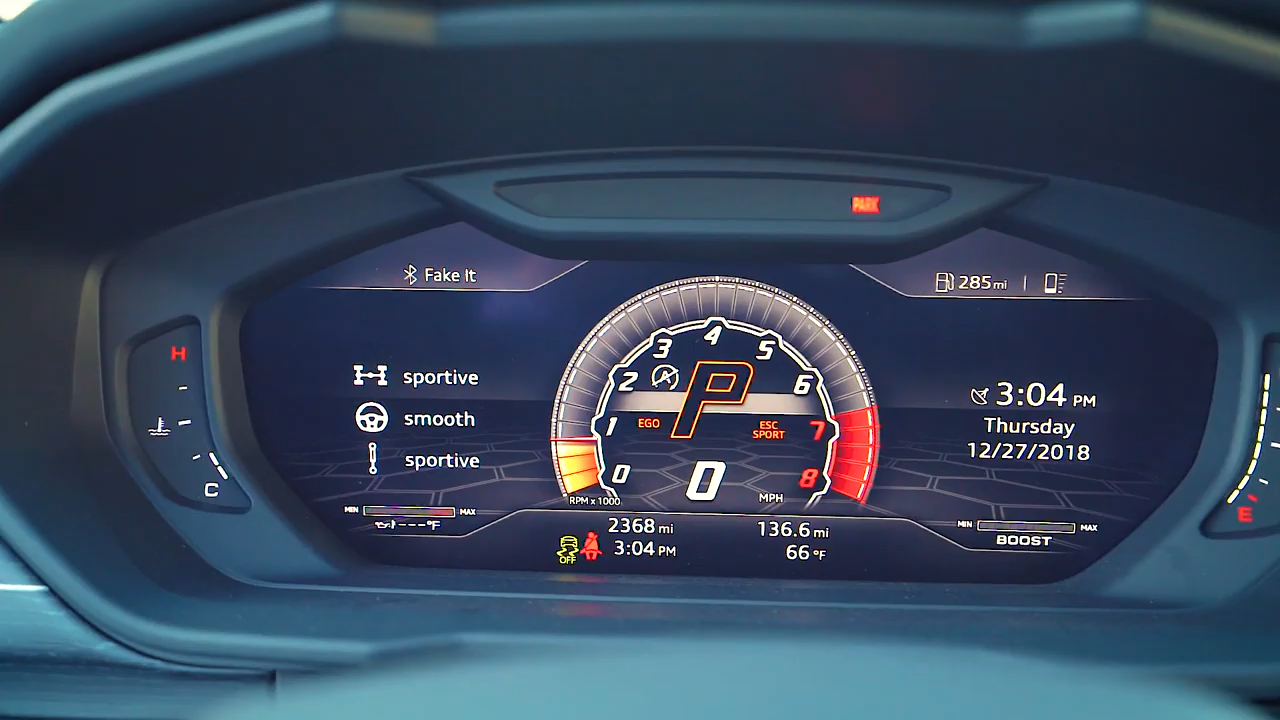 PARK
Fake It
285 mi
H
C
sportive
smooth
sportive
MIN MAX
---°F
0 1 2 3 4 5 6 7 8
P
EGO
ESC
SPORT
0
RPM x 1000
MPH
3:04 PM
Thursday
12/27/2018
MIN MAX
BOOST
2368 mi
136.6 mi
OFF
3:04 PM
66 °F
E